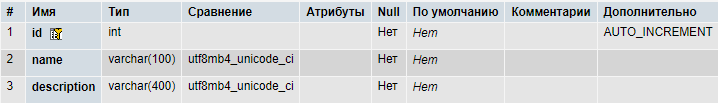 # Имя Тип Сравнение Атрибуты Null По умолчанию Комментарии Дополнительно
1 id int Нет Нет AUTO_INCREMENT
2 name varchar(100) utf8mb4_unicode_ci Нет Нет
3 description varchar(400) utf8mb4_unicode_ci Нет Нет